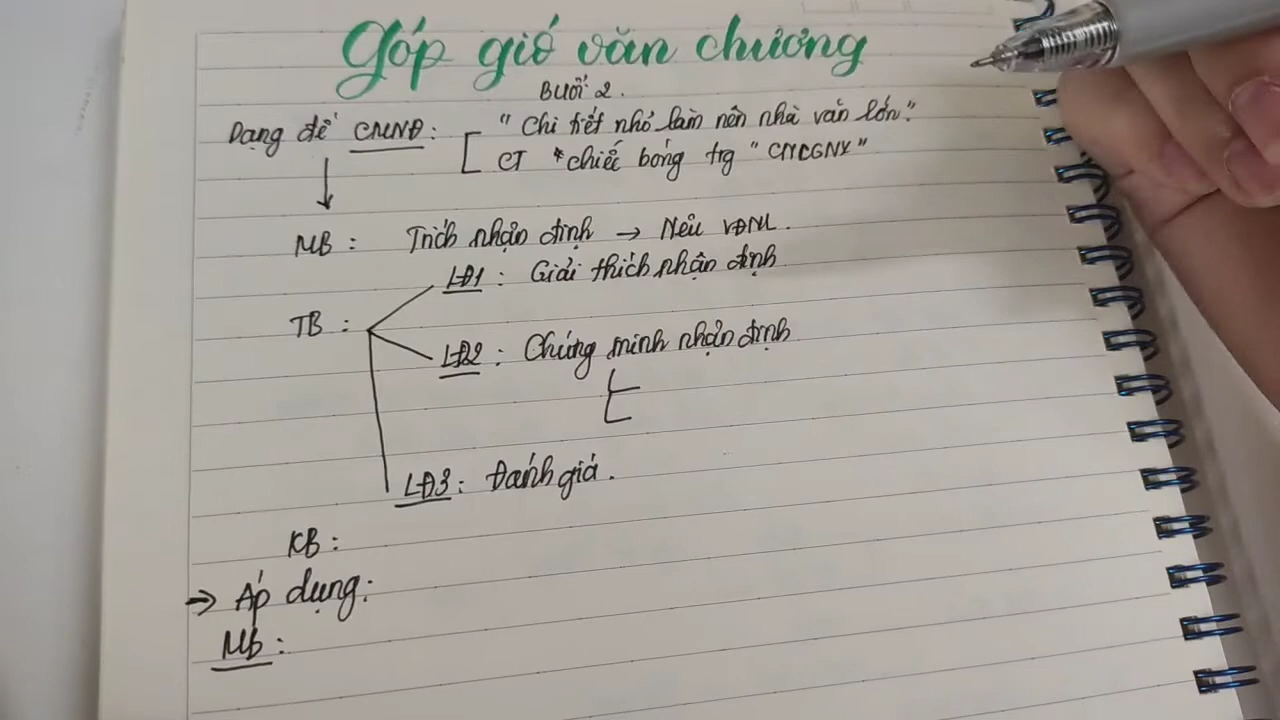 Góp gió văn chương
Buổi 2.
Dạng đề CMNĐ: "Chi tiết nhỏ làm nên nhà văn lớn".
CT *chiếc bóng trg "CNCGNX"
MB: Trích nhận định → Nêu VĐNL.
LĐ1: Giải thích nhận định
TB:
LĐ2: Chứng minh nhận định
LĐ3: Đánh giá.
KB:
→ Áp dụng:
Mb: